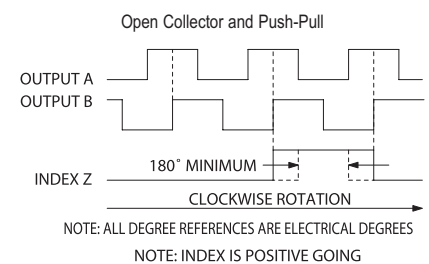 Open Collector and Push-Pull
OUTPUT A
OUTPUT B
180° MINIMUM
INDEX Z
CLOCKWISE ROTATION
NOTE: ALL DEGREE REFERENCES ARE ELECTRICAL DEGREES
NOTE: INDEX IS POSITIVE GOING